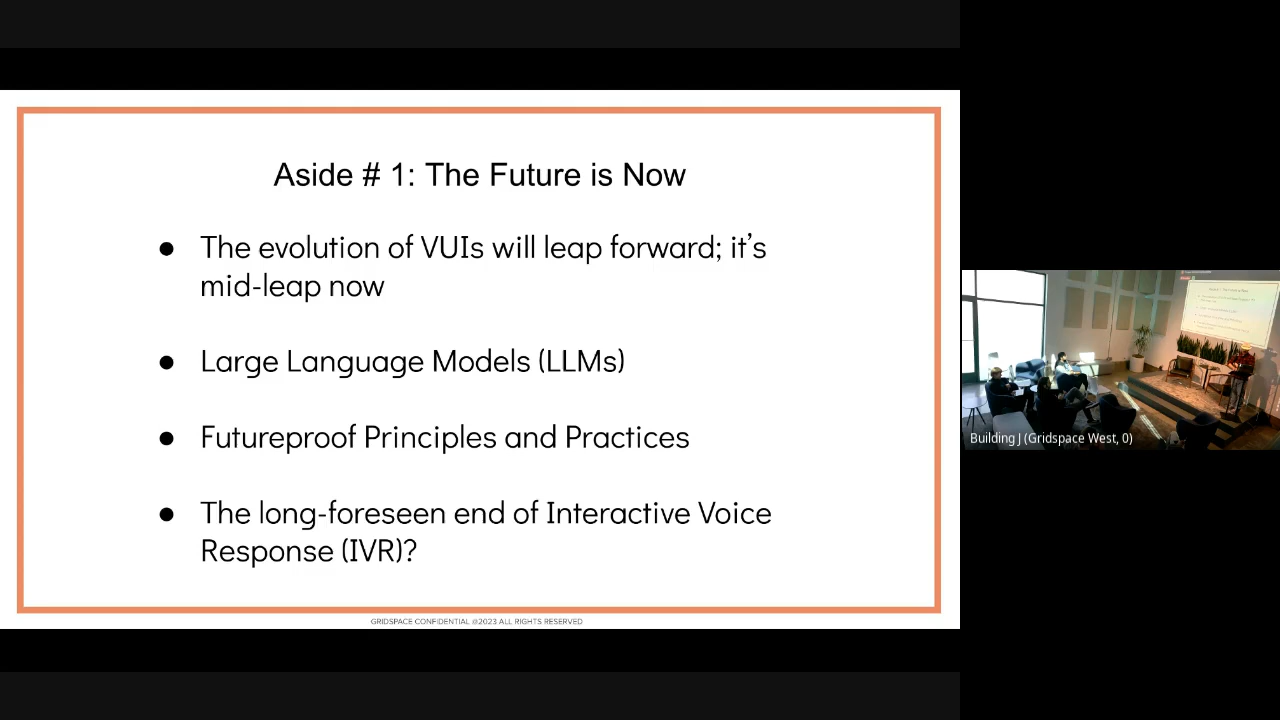 Aside # 1: The Future is Now
● The evolution of VUIs will leap forward; it’s
mid-leap now
● Large Language Models (LLMs)
● Futureproof Principles and Practices
● The long-foreseen end of Interactive Voice
Response (IVR)?
GRIDSPACE CONFIDENTIAL @2023 ALL RIGHTS RESERVED
Building J (Gridspace West, 0)